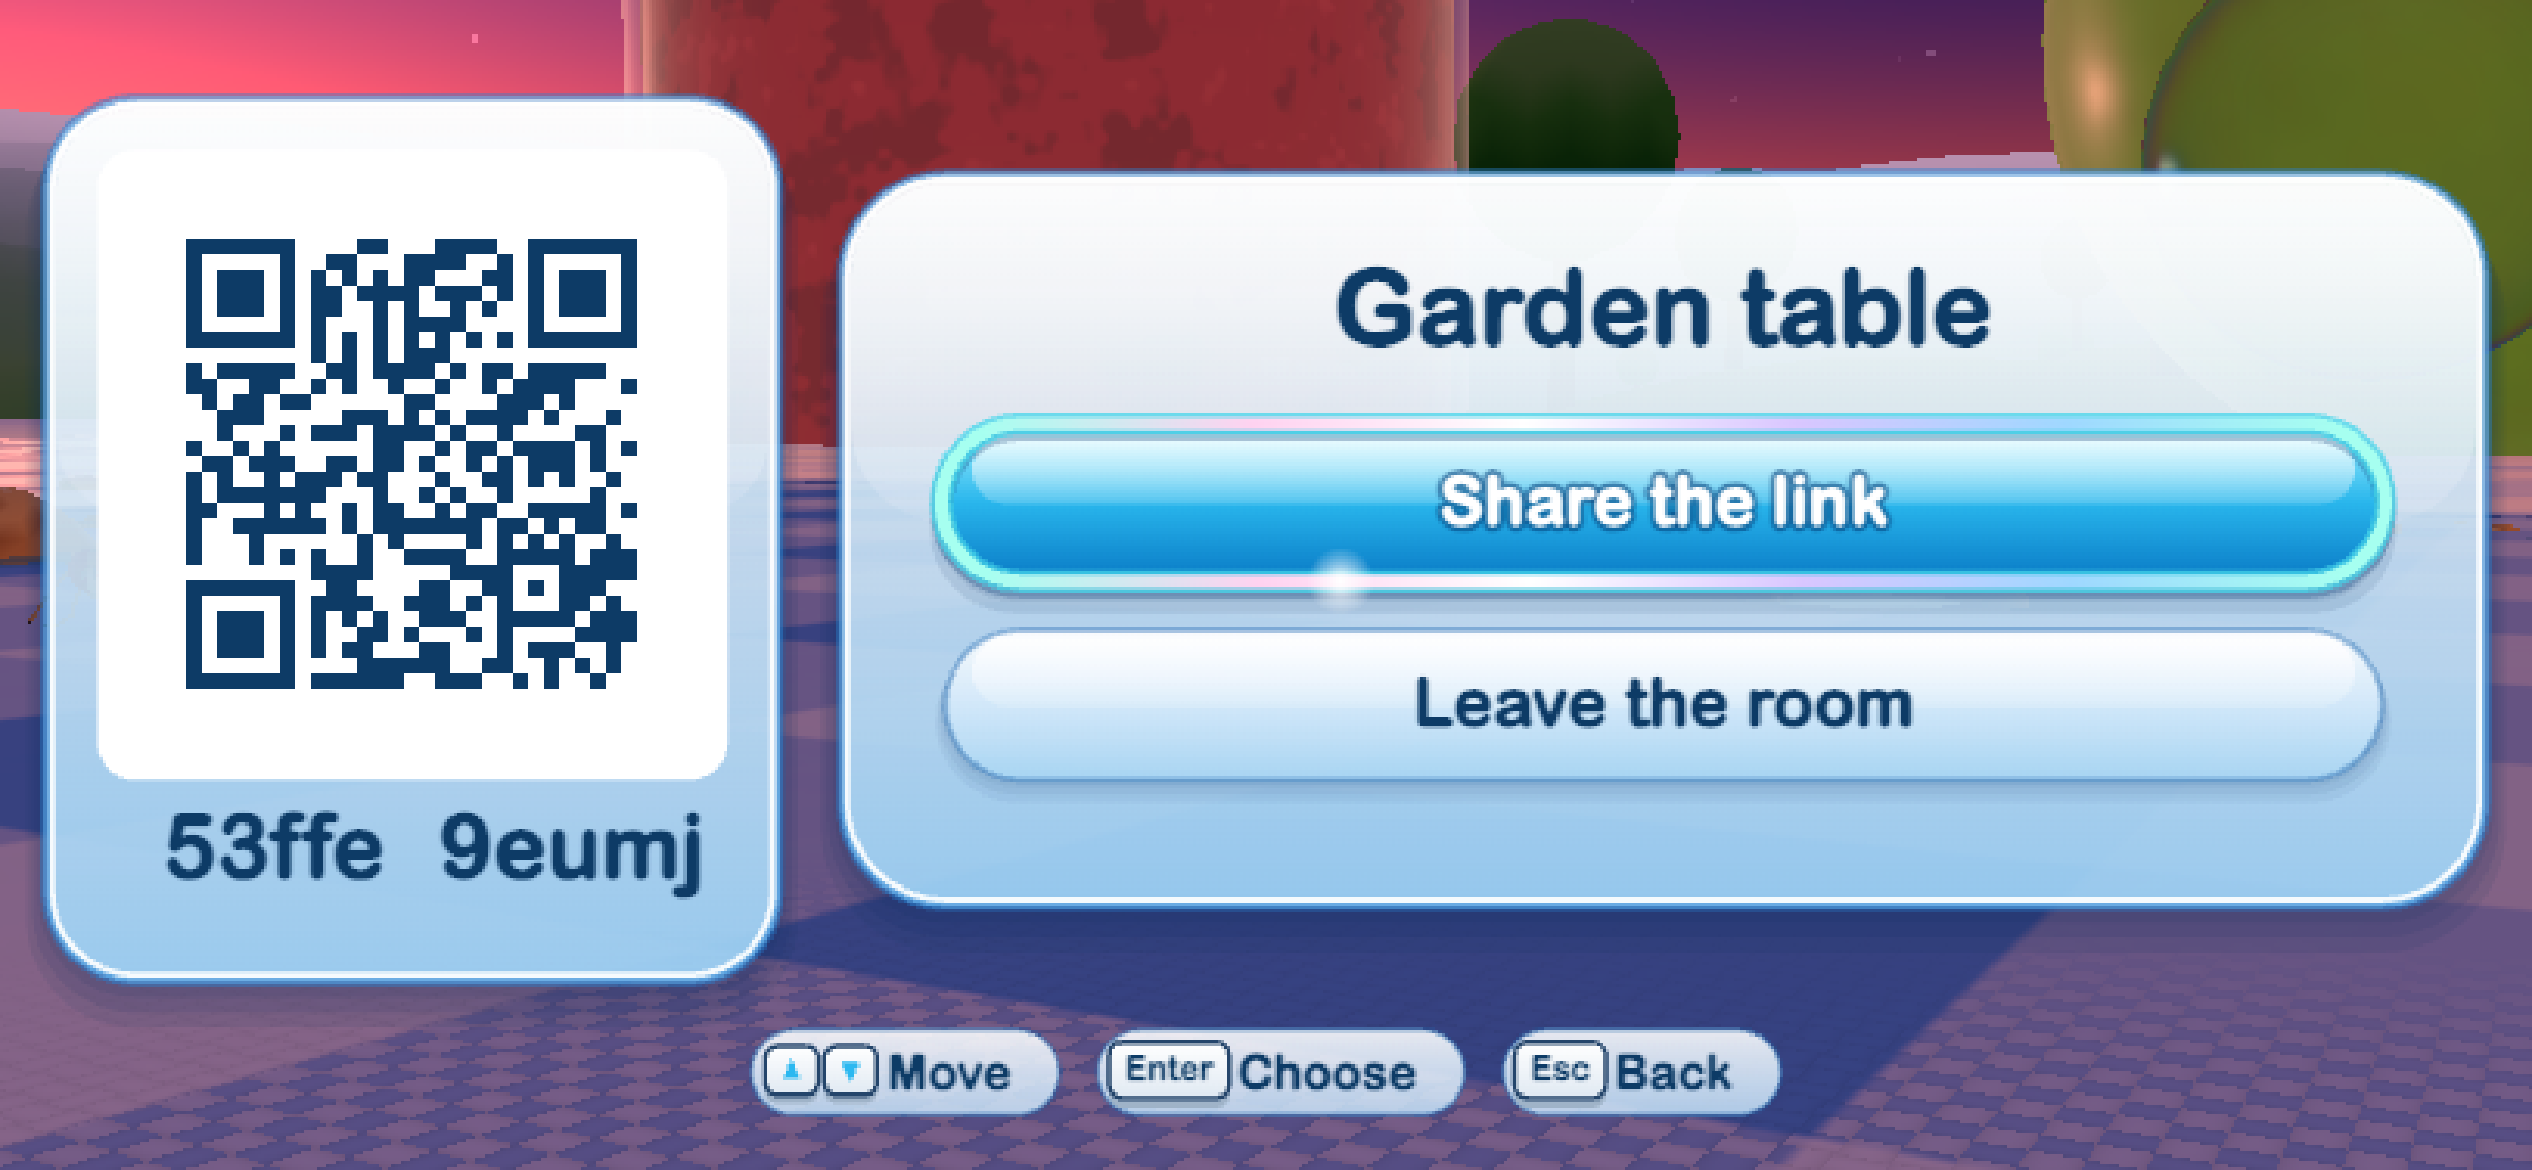 53ffe 9eumj
Garden table
Share the link
Leave the room
Move
Enter Choose
Esc Back